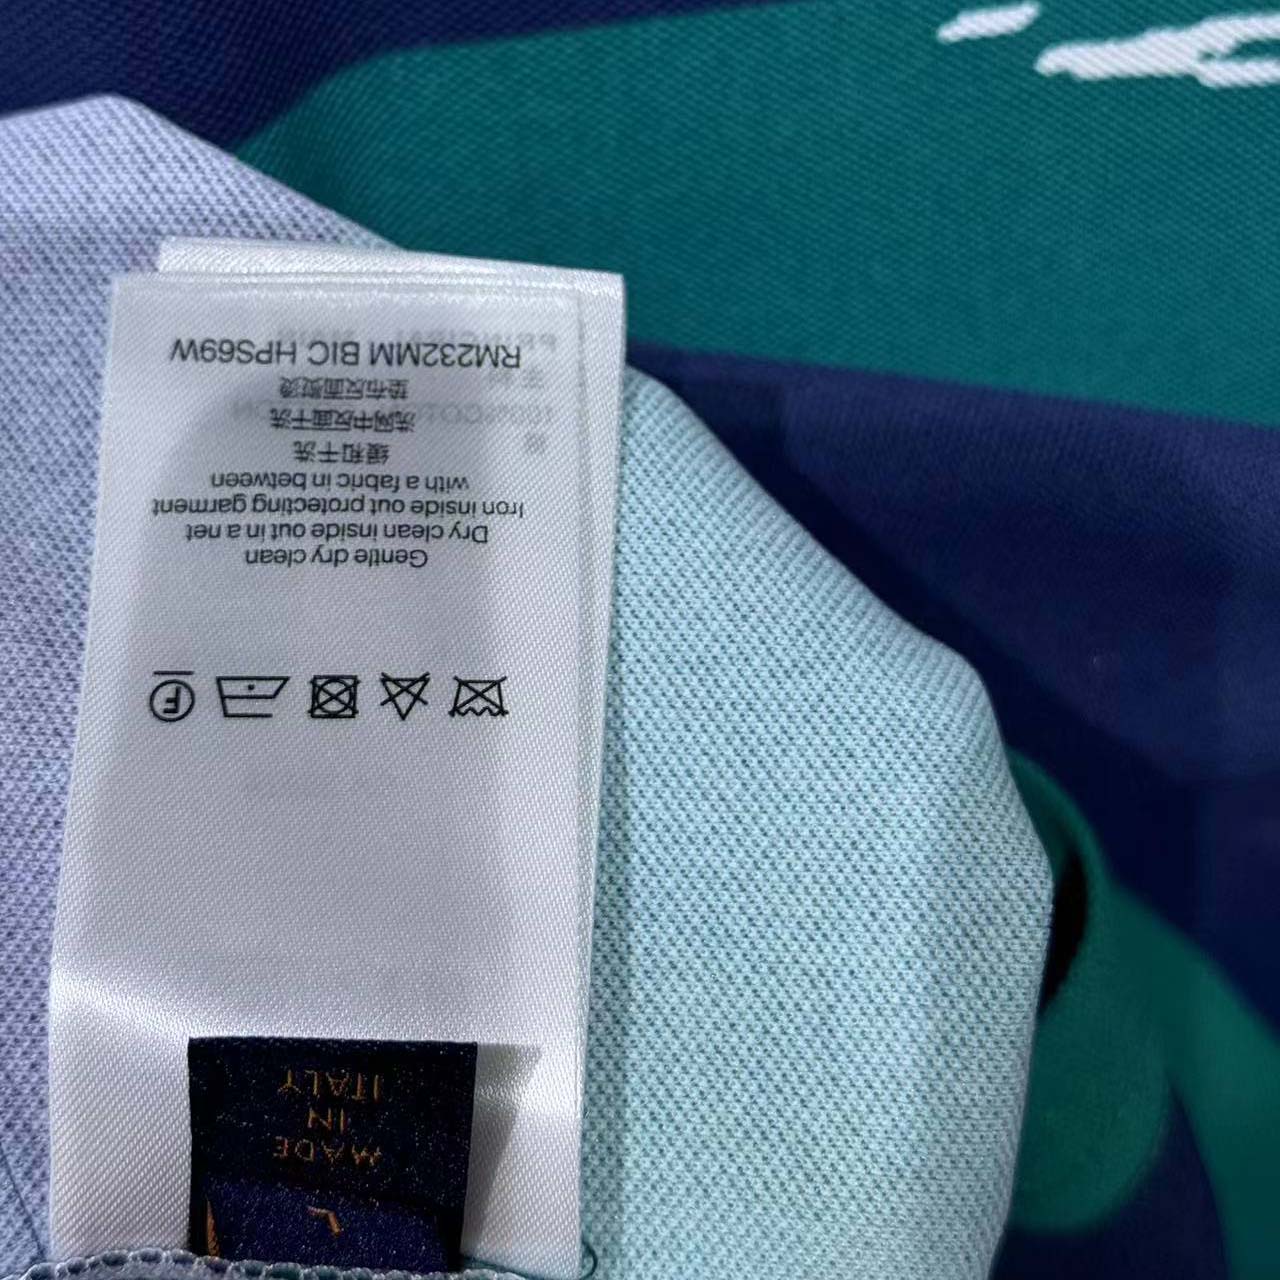 MADE
IN
ITALY
L
Gentle dry clean
Dry clean inside out in a net
Iron inside out protecting garment
with a fabric in between
缓和干洗
洗网中反面干洗
垫布反面熨烫
RM232MM BIC HPS69W